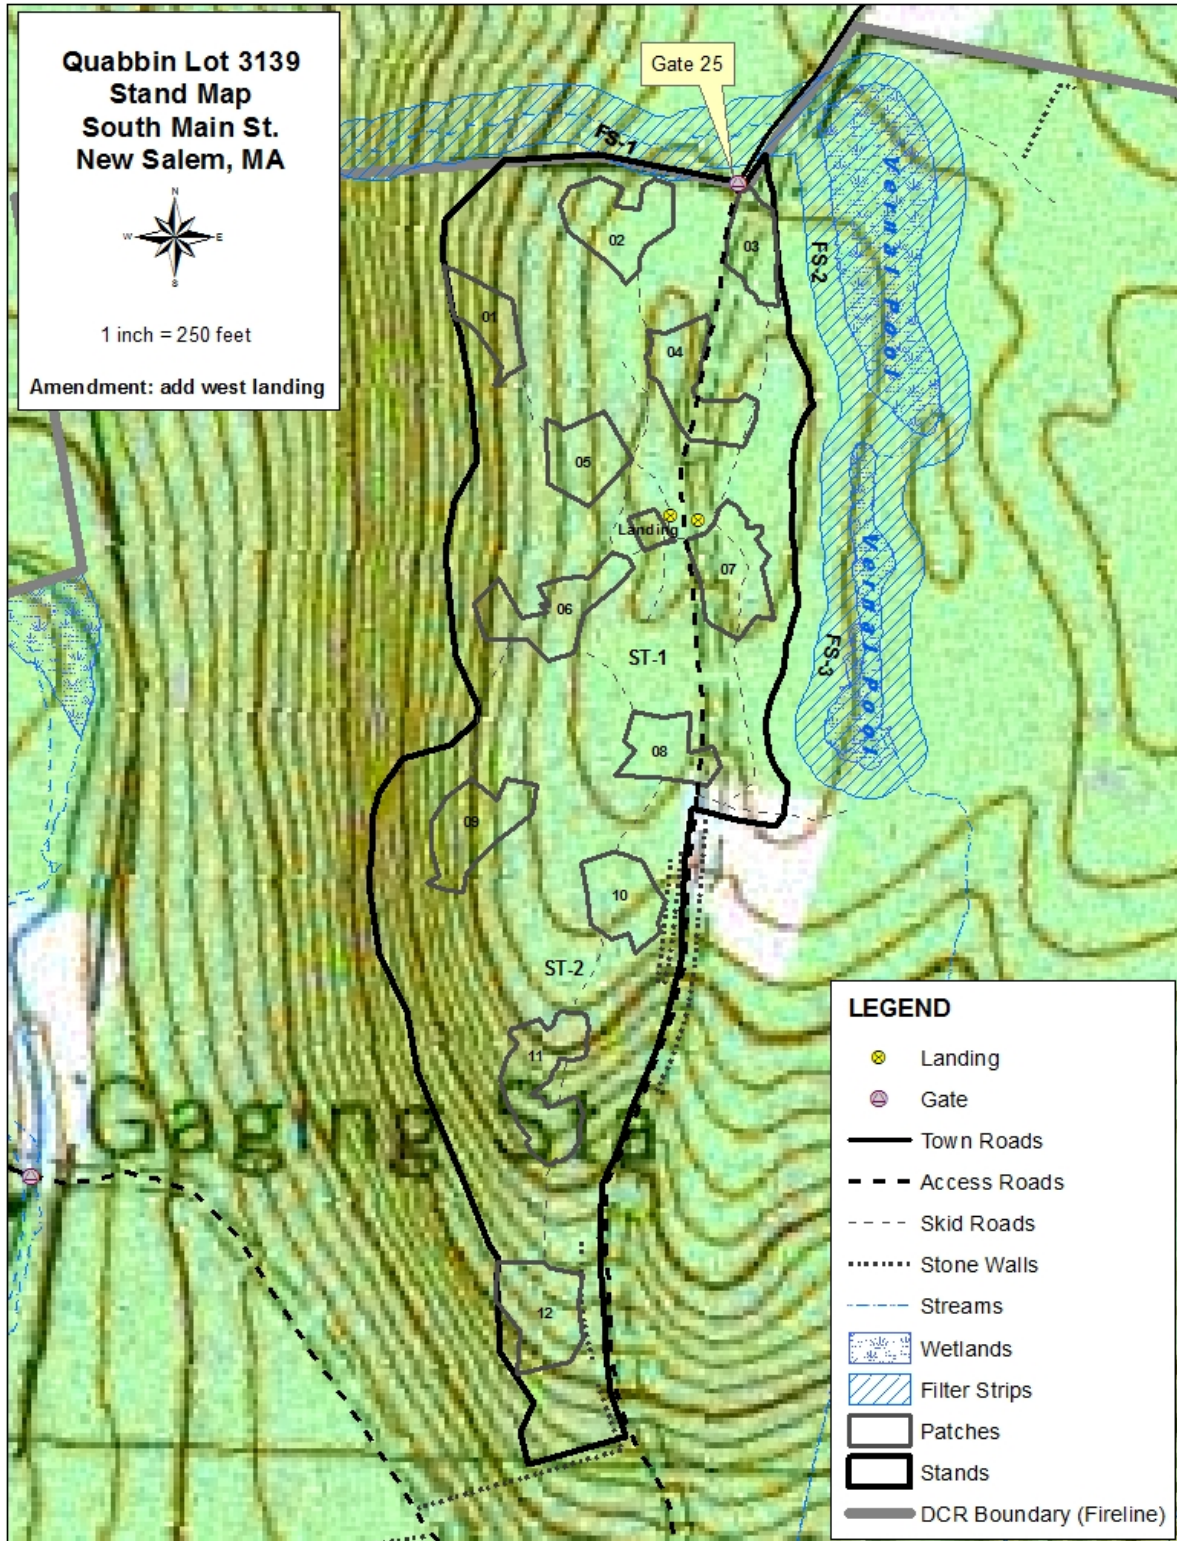 Quabbin Lot 3139
Stand Map
South Main St.
New Salem, MA
N
W
E
S
1 inch = 250 feet
Amendment: add west landing
Gate 25
FS-1
Vernal pool
FS-2
02
03
01
04
05
Landing
07
06
Vernal pool
FS-3
ST-1
08
09
10
ST-2
11
Gaging Sta
12
LEGEND
Landing
Gate
Town Roads
Access Roads
Skid Roads
Stone Walls
Streams
Wetlands
Filter Strips
Patches
Stands
DCR Boundary (Fireline)